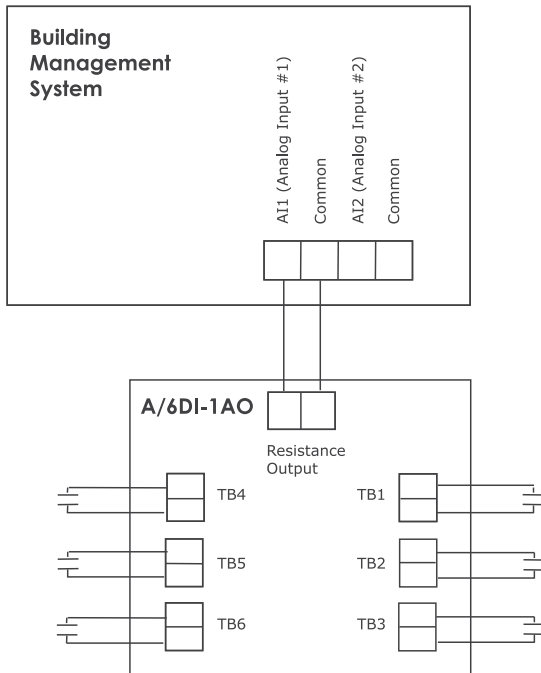 Building
Management
System
AI1 (Analog Input #1)
Common
AI2 (Analog Input #2)
Common
A/6DI-1AO
Resistance
Output
TB4
TB1
TB5
TB2
TB6
TB3